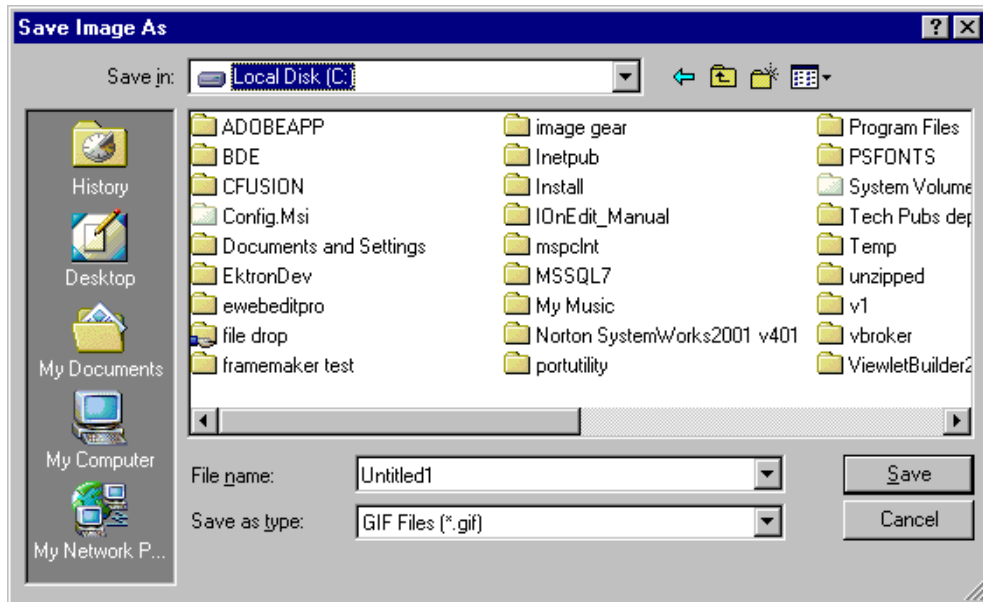 Save Image As
Save in: Local Disk (C:)
History
Desktop
My Documents
My Computer
My Network P...
ADOBEAPP
BDE
CFUSION
Config.Msi
Documents and Settings
EktronDev
ewebeditpro
file drop
framemaker test
image gear
Inetpub
Install
IOnEdit_Manual
mspclnt
MSSQL7
My Music
Norton SystemWorks2001 v401
portutility
Program Files
PSFONTS
System Volume
Tech Pubs dep
Temp
unzipped
v1
vbroker
ViewletBuilder2
File name: Untitled1
Save
Save as type: GIF Files (*.gif)
Cancel